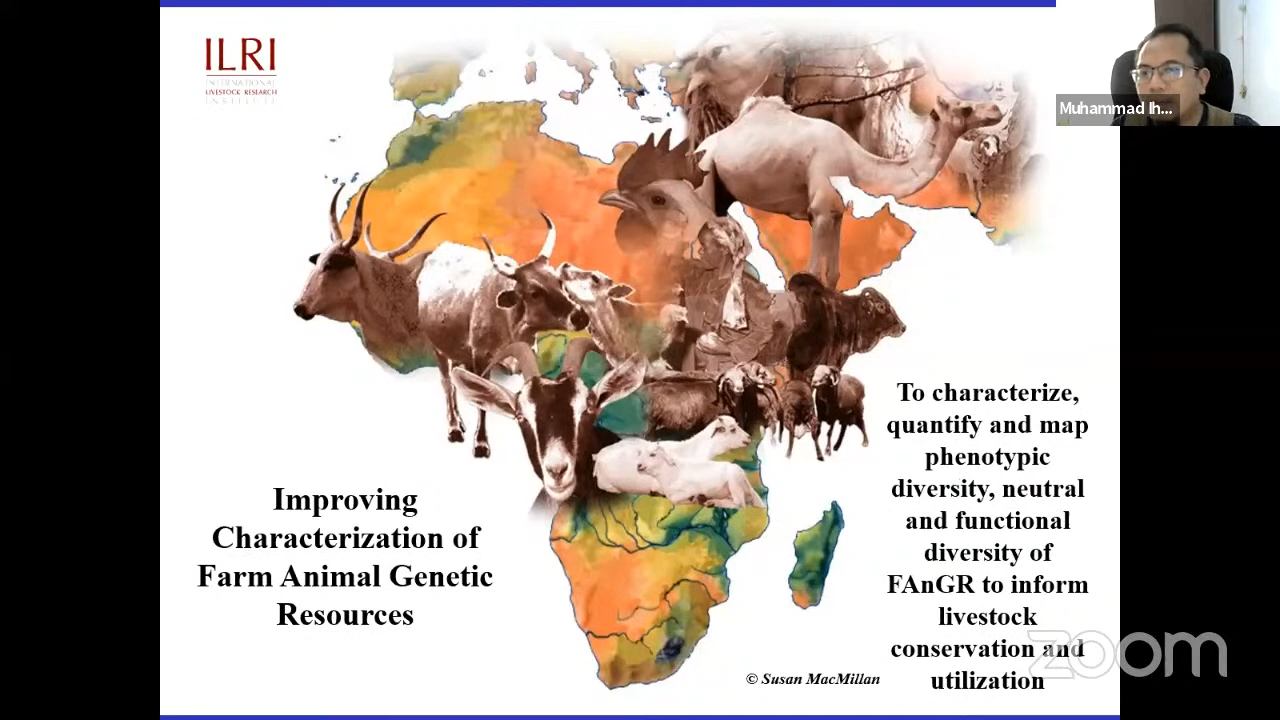 ILRI
INTERNATIONAL
LIVESTOCK RESEARCH
INSTITUTE
Muhammad Ih...
Improving
Characterization of
Farm Animal Genetic
Resources
To characterize,
quantify and map
phenotypic
diversity, neutral
and functional
diversity of
FAnGR to inform
livestock
conservation and
utilization
© Susan MacMillan
zoom